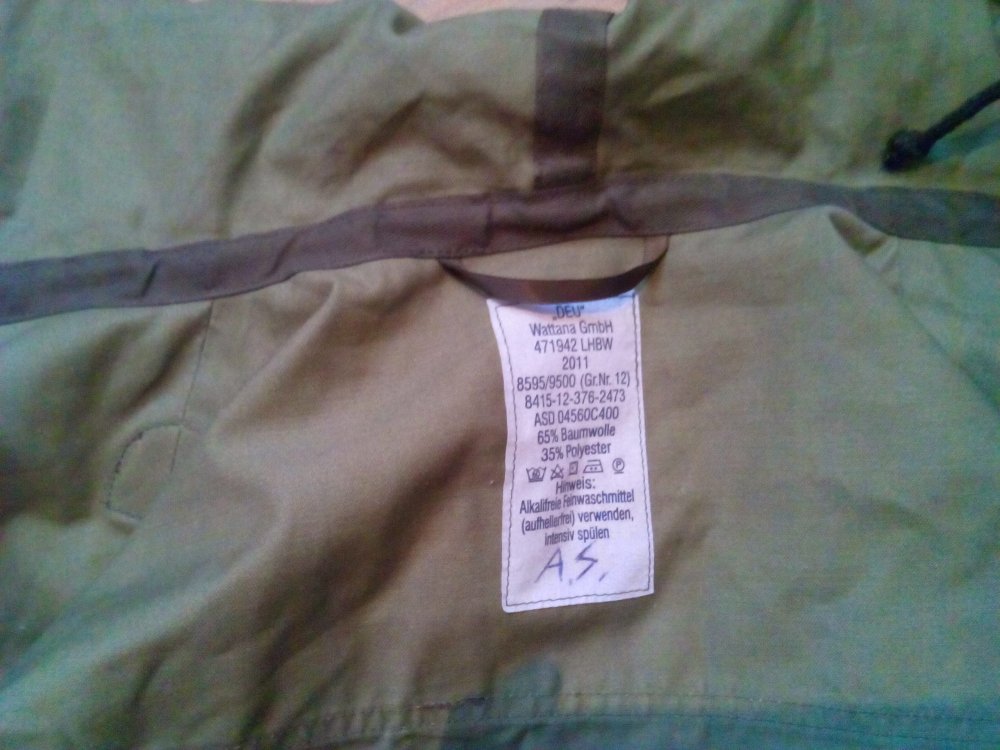 „DEU“
Wattana GmbH
471942 LHBW
2011
8595/9500 (Gr.Nr. 12)
8415-12-376-2473
ASD 04560C400
65% Baumwolle
35% Polyester
Hinweis:
Alkalifreie Feinwaschmittel
(aufhellerfrei) verwenden,
intensiv spülen
A.S.